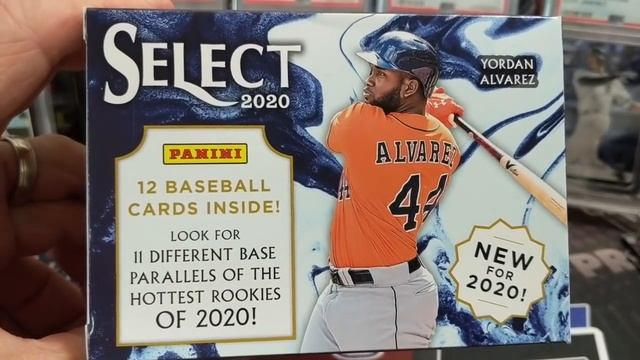 SELECT
2020
YORDAN
ALVAREZ
PANINI
12 BASEBALL
CARDS INSIDE!
LOOK FOR
11 DIFFERENT BASE
PARALLELS OF THE
HOTTEST ROOKIES
OF 2020!
ALVAREZ
44
NEW
FOR
2020!